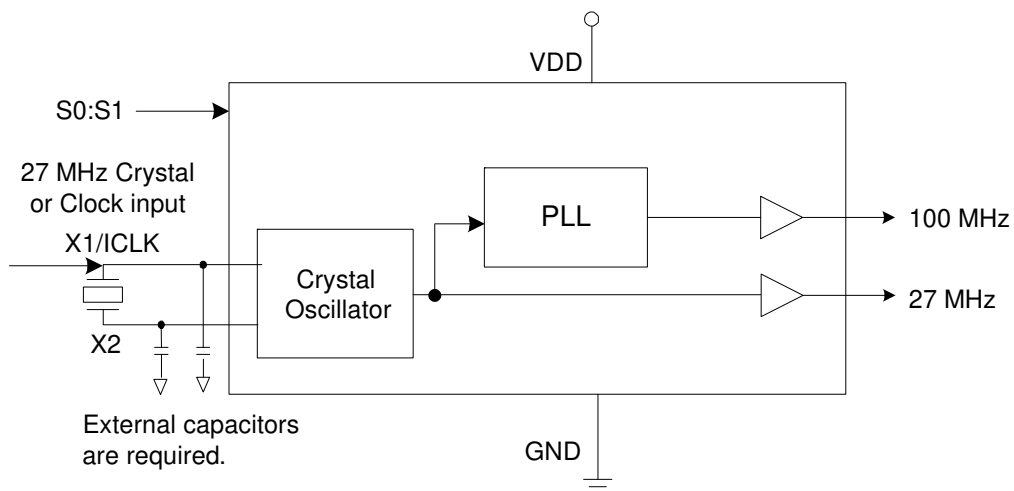 VDD
S0:S1
27 MHz Crystal
or Clock input
X1/ICLK
PLL
100 MHz
Crystal
Oscillator
27 MHz
X2
External capacitors
are required.
GND